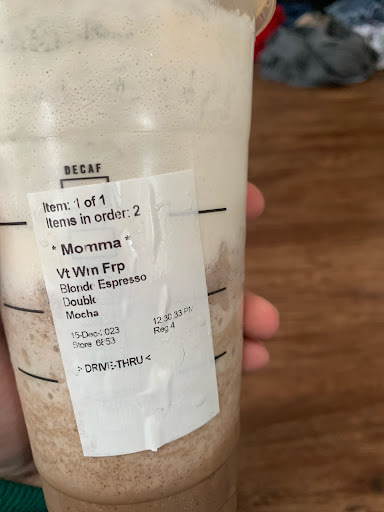 DECAF
Item: 1 of 1
Items in order: 2
* Momma *
Vt Wm Frp
Blonde Espresso
Double
Mocha
12:30:33 PM
Reg 4
> DRIVE-THRU <